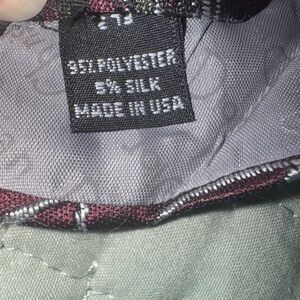 95% POLYESTER
5% SILK
MADE IN USA